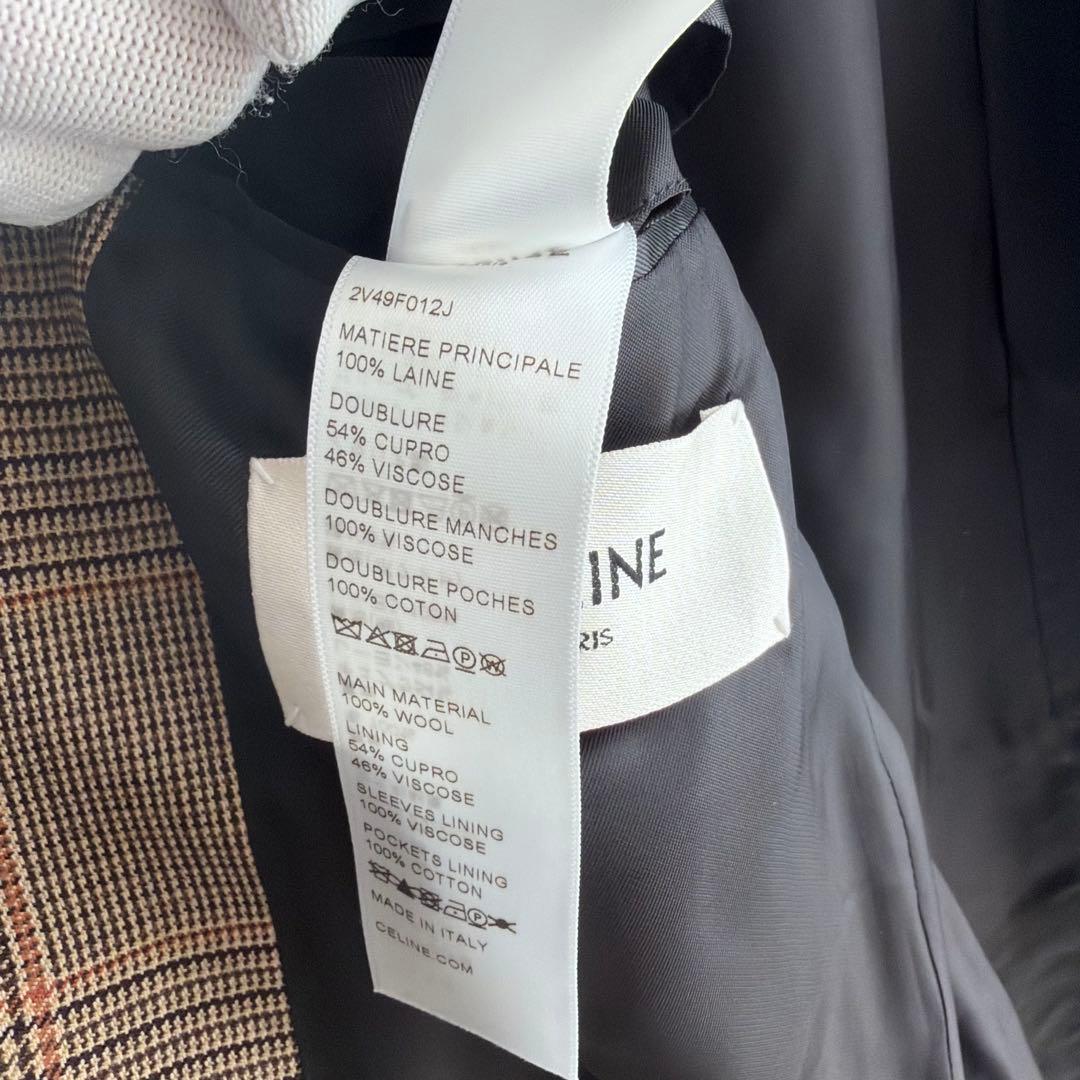 2V49F012J
MATIERE PRINCIPALE
100% LAINE
DOUBLURE
54% CUPRO
46% VISCOSE
DOUBLURE MANCHES
100% VISCOSE
DOUBLURE POCHES
100% COTON
MAIN MATERIAL
100% WOOL
LINING
54% CUPRO
46% VISCOSE
SLEEVES LINING
100% VISCOSE
POCKETS LINING
100% COTTON
MADE IN ITALY
CELINE.COM
INE
RIS